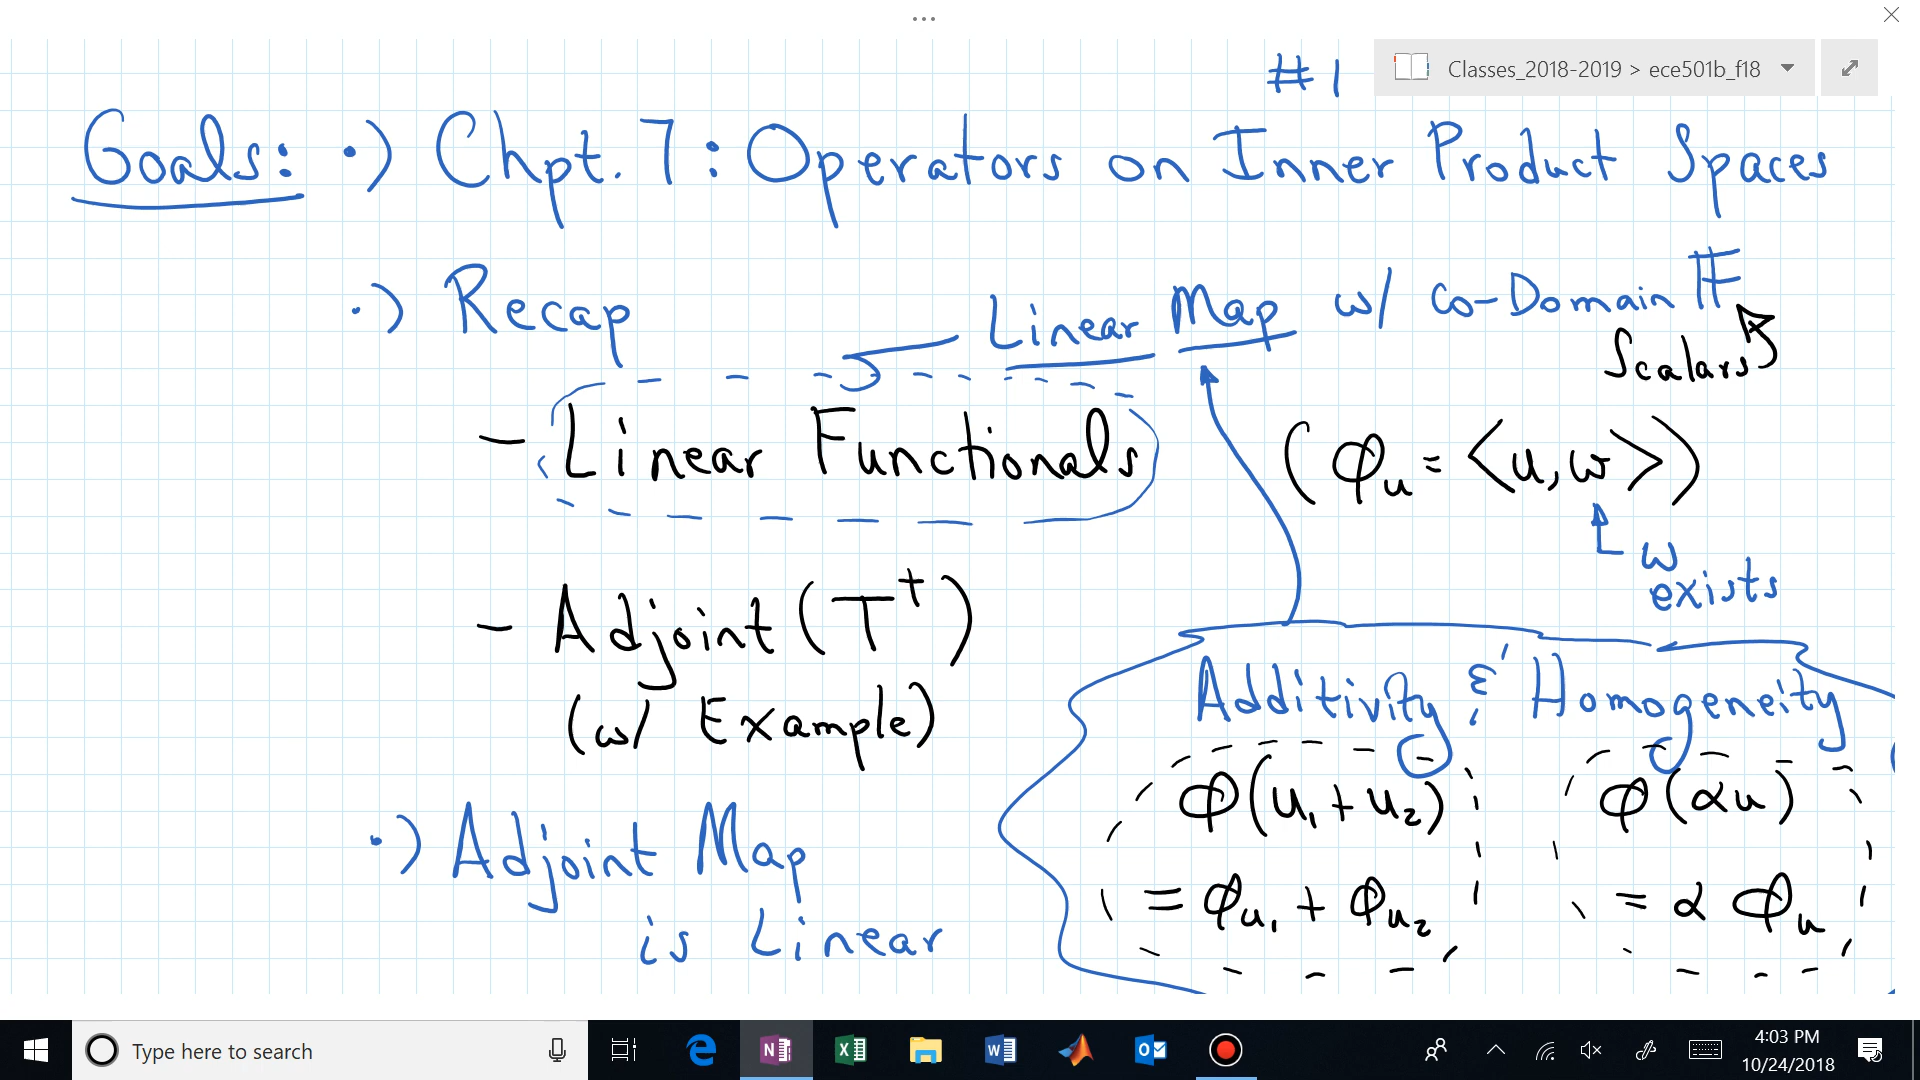 #1
Classes_2018-2019 > ece501b_f18
Goals: ·) Chpt. 7: Operators on Inner Product Spaces
·) Recap
Linear Map w/ Co-Domain 𝔽
Scalars
- Linear Functionals
(φu = <u,w>)
w
exists
- Adjoint (T†)
(w/ Example)
Additivity & Homogeneity
φ(u₁+u₂)
φ(αu)
= φu₁ + φu₂
= α φu
·) Adjoint Map
is Linear
Type here to search
4:03 PM
10/24/2018